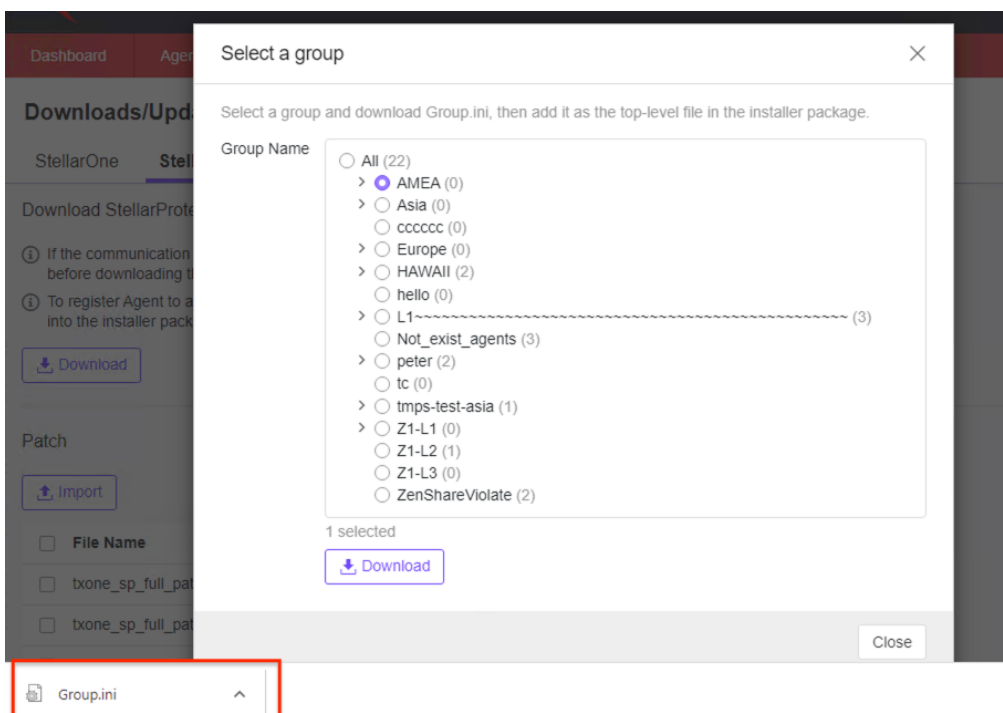 Dashboard
Agen
Select a group
Downloads/Upda
Select a group and download Group.ini, then add it as the top-level file in the installer package.
StellarOne
Stell
Group Name
All (22)
AMEA (0)
Asia (0)
cccccc (0)
Europe (0)
HAWAII (2)
hello (0)
L1~~~~~~~~~~~~~~~~~~~~~~~~~~~~~~~~~~~~~~~~~~~~~~~~ (3)
Not_exist_agents (3)
peter (2)
tc (0)
tmps-test-asia (1)
Z1-L1 (0)
Z1-L2 (1)
Z1-L3 (0)
ZenShareViolate (2)
Download StellarProte
If the communication
before downloading t
To register Agent to a
into the installer pack
Download
Patch
Import
1 selected
Download
File Name
txone_sp_full_pat
txone_sp_full_pat
Close
Group.ini